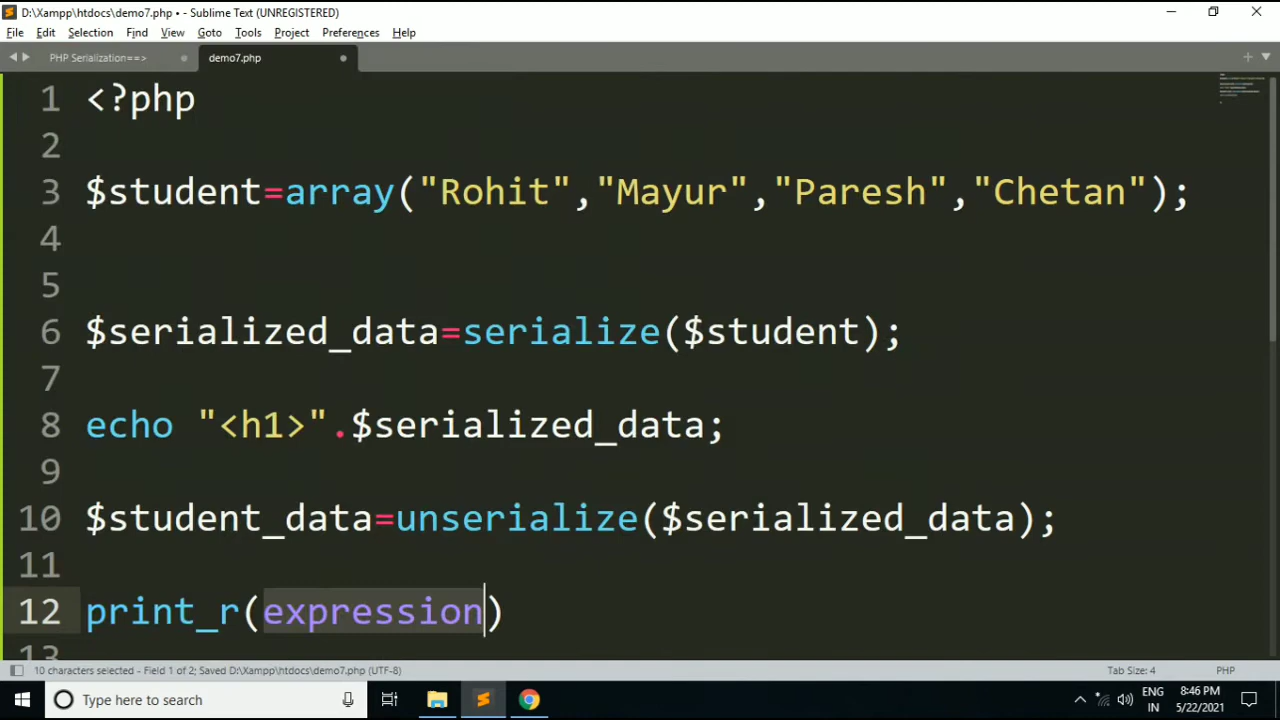 D:\Xampp\htdocs\demo7.php • - Sublime Text (UNREGISTERED)
File Edit Selection Find View Goto Tools Project Preferences Help
PHP Serialization==> demo7.php
1 <?php
2
3 $student=array("Rohit","Mayur","Paresh","Chetan");
4
5
6 $serialized_data=serialize($student);
7
8 echo "<h1>".$serialized_data;
9
10 $student_data=unserialize($serialized_data);
11
12 print_r(expression)
13
10 characters selected - Field 1 of 2; Saved D:\Xampp\htdocs\demo7.php (UTF-8) Tab Size: 4 PHP
Type here to search ENG IN 8:46 PM 5/22/2021